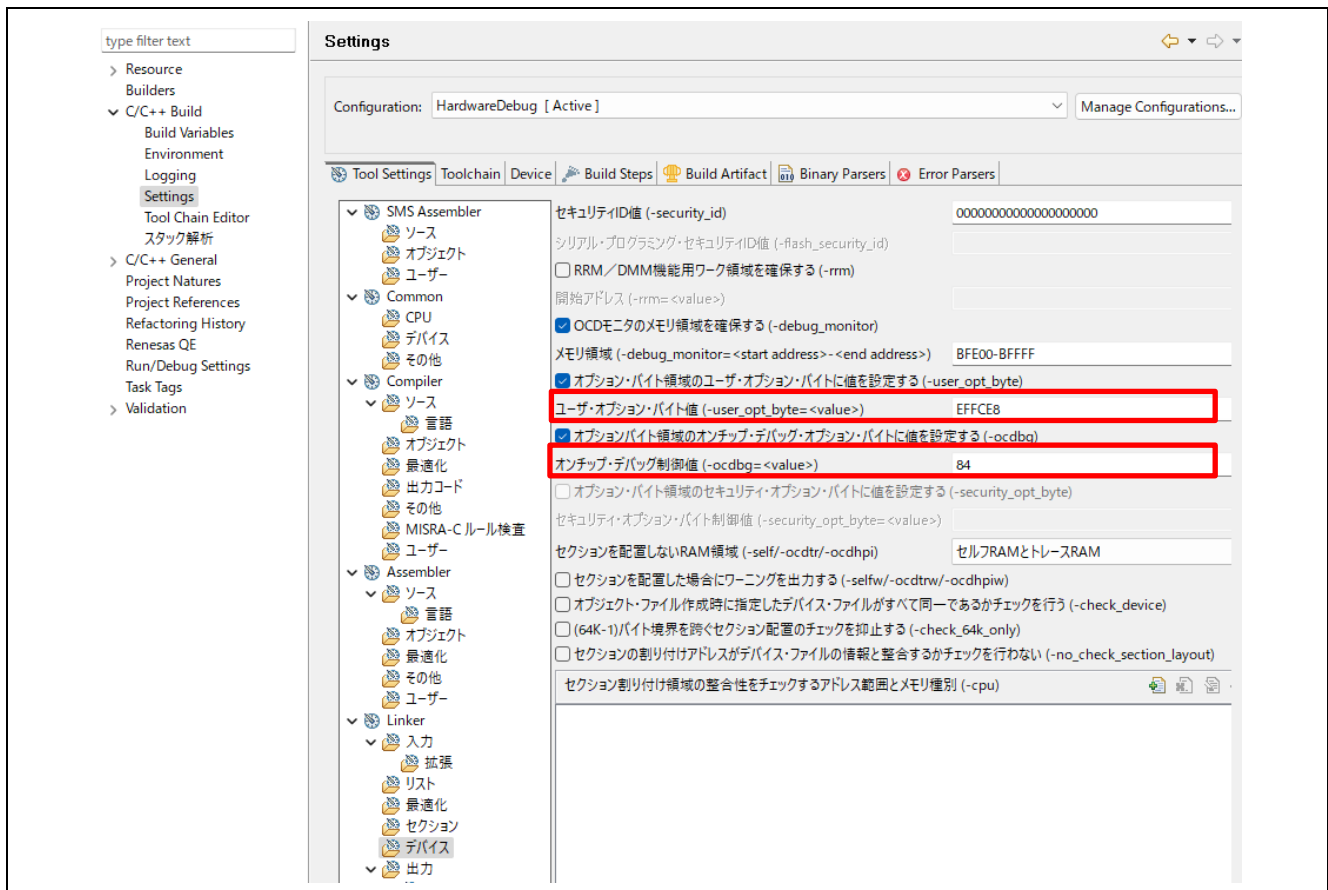 type filter text
Resource
Builders
C/C++ Build
Build Variables
Environment
Logging
Settings
Tool Chain Editor
スタック解析
C/C++ General
Project Natures
Project References
Refactoring History
Renesas QE
Run/Debug Settings
Task Tags
Validation
Settings
Configuration: HardwareDebug [ Active ] Manage Configurations...
Tool Settings Toolchain Device Build Steps Build Artifact Binary Parsers Error Parsers
SMS Assembler
ソース
オブジェクト
ユーザー
Common
CPU
デバイス
その他
Compiler
ソース
言語
オブジェクト
最適化
出力コード
その他
MISRA-C ルール検査
ユーザー
Assembler
ソース
言語
オブジェクト
最適化
その他
ユーザー
Linker
入力
拡張
リスト
最適化
セクション
デバイス
出力
セキュリティID値 (-security_id) 00000000000000000000
シリアル・プログラミング・セキュリティID値 (-flash_security_id)
RRM／DMM機能用ワーク領域を確保する (-rrm)
開始アドレス (-rrm=<value>)
OCDモニタのメモリ領域を確保する (-debug_monitor)
メモリ領域 (-debug_monitor=<start address>-<end address>) BFE00-BFFFF
オプション・バイト領域のユーザ・オプション・バイトに値を設定する (-user_opt_byte)
ユーザ・オプション・バイト値 (-user_opt_byte=<value>) EFFCE8
オプションバイト領域のオンチップ・デバッグ・オプション・バイトに値を設定する (-ocdbg)
オンチップ・デバッグ制御値 (-ocdbg=<value>) 84
オプション・バイト領域のセキュリティ・オプション・バイトに値を設定する (-security_opt_byte)
セキュリティ・オプション・バイト制御値 (-security_opt_byte=<value>)
セクションを配置しないRAM領域 (-self/-ocdtr/-ocdhpi) セルフRAMとトレースRAM
セクションを配置した場合にワーニングを出力する (-selfw/-ocdtrw/-ocdhpiw)
オブジェクト・ファイル作成時に指定したデバイス・ファイルがすべて同一であるかチェックを行う (-check_device)
(64K-1)バイト境界を跨ぐセクション配置のチェックを抑止する (-check_64k_only)
セクションの割り付けアドレスがデバイス・ファイルの情報と整合するかチェックを行わない (-no_check_section_layout)
セクション割り付け領域の整合性をチェックするアドレス範囲とメモリ種別 (-cpu)